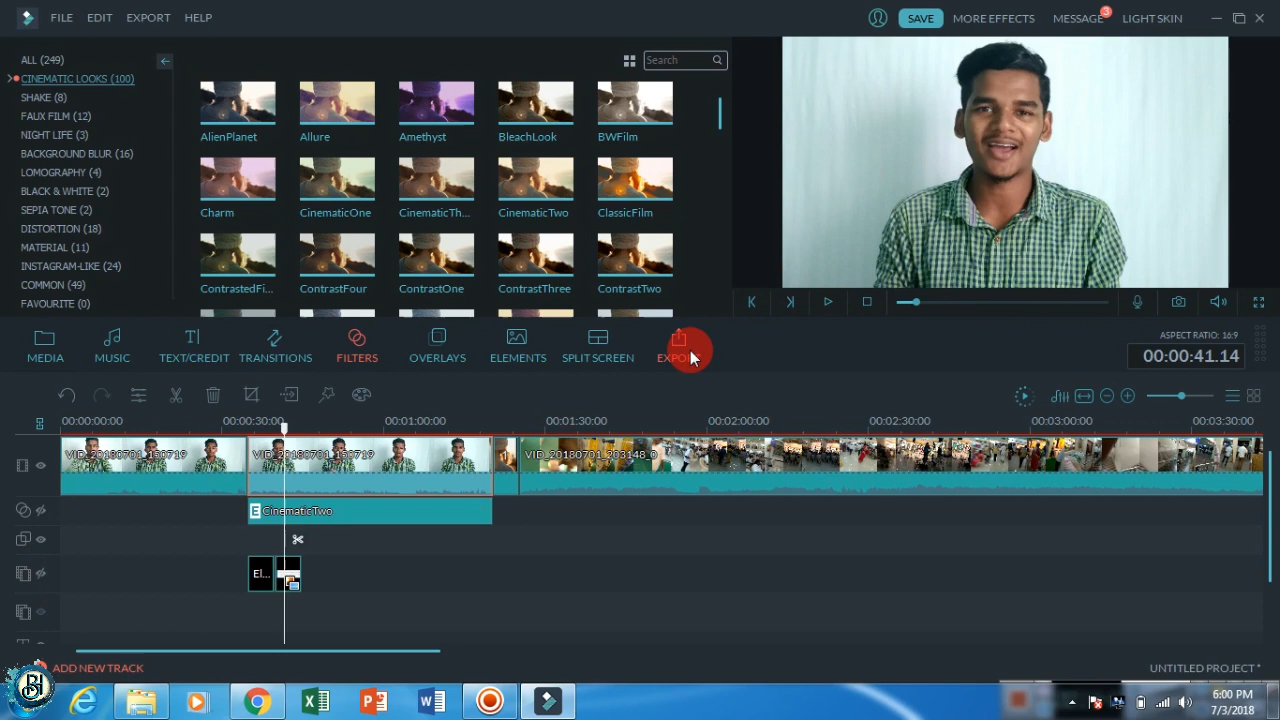 FILE EDIT EXPORT HELP
SAVE MORE EFFECTS MESSAGE 3 LIGHT SKIN
ALL (249)
CINEMATIC LOOKS (100)
SHAKE (8)
FAUX FILM (12)
NIGHT LIFE (3)
BACKGROUND BLUR (16)
LOMOGRAPHY (4)
BLACK & WHITE (2)
SEPIA TONE (2)
DISTORTION (18)
MATERIAL (11)
INSTAGRAM-LIKE (24)
COMMON (49)
FAVOURITE (0)
Search
AlienPlanet Allure Amethyst BleachLook BWFilm
Charm CinematicOne CinematicTh... CinematicTwo ClassicFilm
ContrastedFi... ContrastFour ContrastOne ContrastThree ContrastTwo
MEDIA MUSIC TEXT/CREDIT TRANSITIONS FILTERS OVERLAYS ELEMENTS SPLIT SCREEN EXPO
ASPECT RATIO: 16:9
00:00:41.14
00:00:00:00 00:00:30:00 00:01:00:00 00:01:30:00 00:02:00:00 00:02:30:00 00:03:00:00 00:03:30:00
VID_20180701_150719 VID_20180701_150719 VID_20180701_203148_0
E CinematicTwo
El...
ADD NEW TRACK
UNTITLED PROJECT *
6:00 PM
7/3/2018